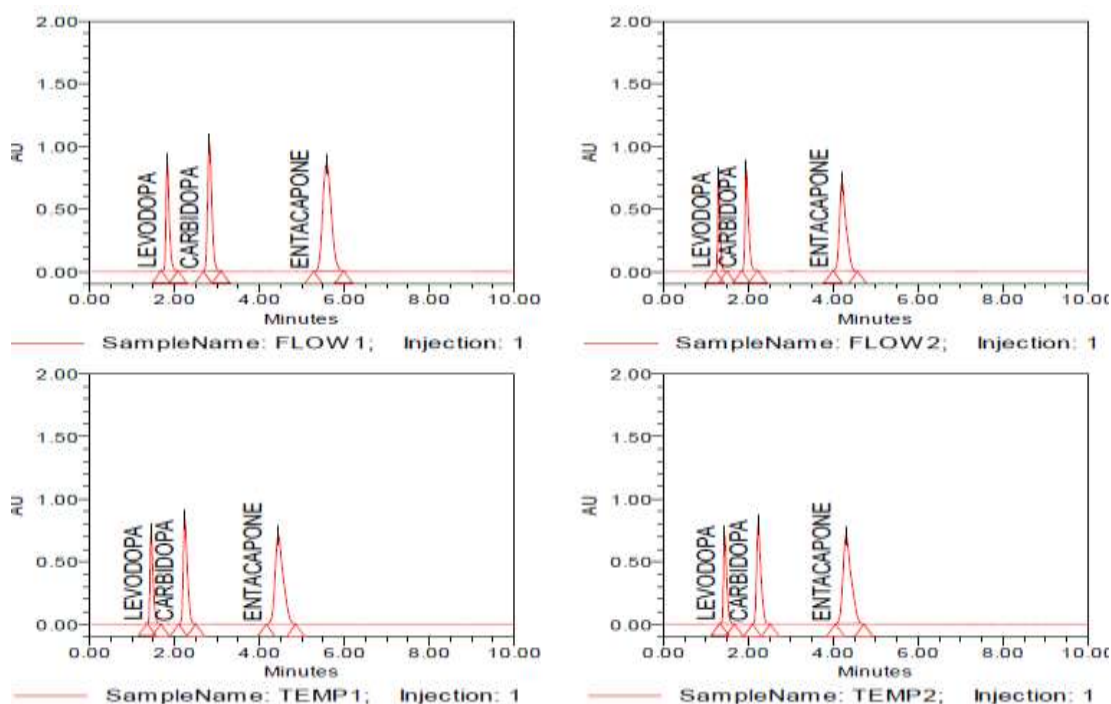 2.00
1.50
1.00
0.50
0.00
AU
LEVODOPA
CARBIDOPA
ENTACAPONE
0.00 2.00 4.00 6.00 8.00 10.00
Minutes
SampleName: FLOW1; Injection: 1
2.00
1.50
1.00
0.50
0.00
AU
LEVODOPA
CARBIDOPA
ENTACAPONE
0.00 2.00 4.00 6.00 8.00 10.00
Minutes
SampleName: FLOW2; Injection: 1
2.00
1.50
1.00
0.50
0.00
AU
LEVODOPA
CARBIDOPA
ENTACAPONE
0.00 2.00 4.00 6.00 8.00 10.00
Minutes
SampleName: TEMP1; Injection: 1
2.00
1.50
1.00
0.50
0.00
AU
LEVODOPA
CARBIDOPA
ENTACAPONE
0.00 2.00 4.00 6.00 8.00 10.00
Minutes
SampleName: TEMP2; Injection: 1